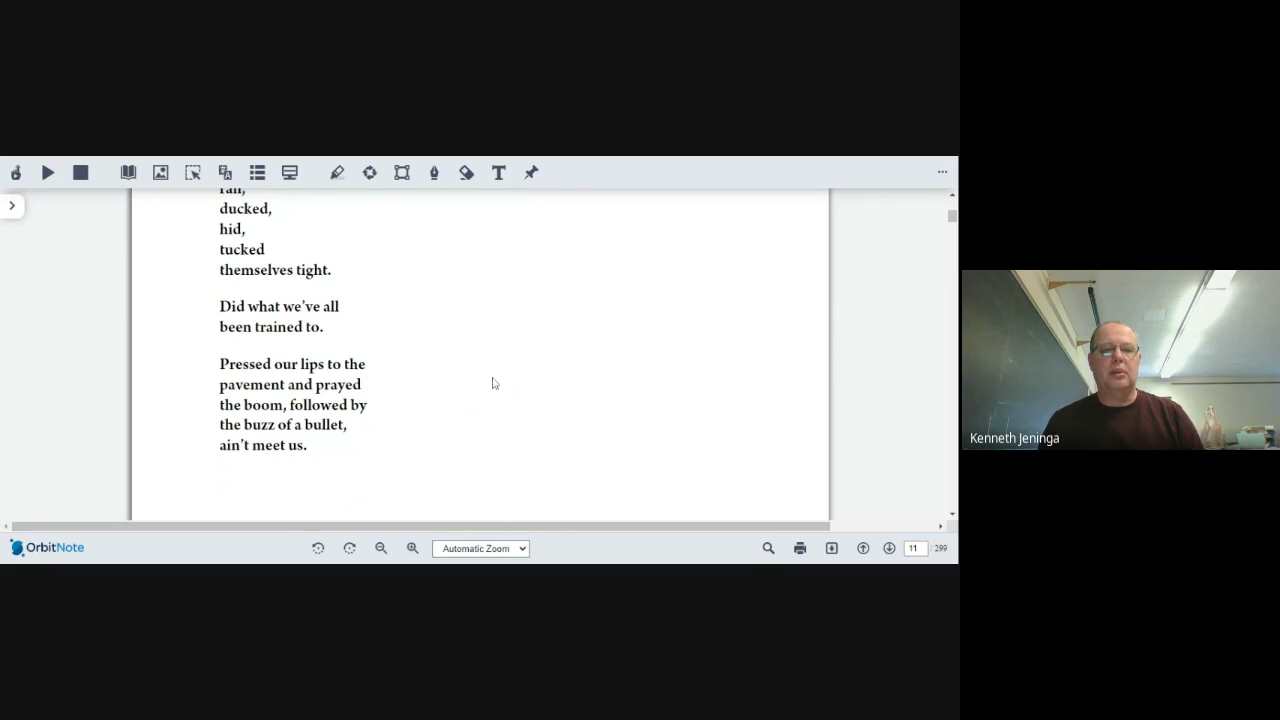 ran,
ducked,
hid,
tucked
themselves tight.
Did what we've all
been trained to.
Pressed our lips to the
pavement and prayed
the boom, followed by
the buzz of a bullet,
ain't meet us.
Kenneth Jeninga
OrbitNote
Automatic Zoom
11 / 299